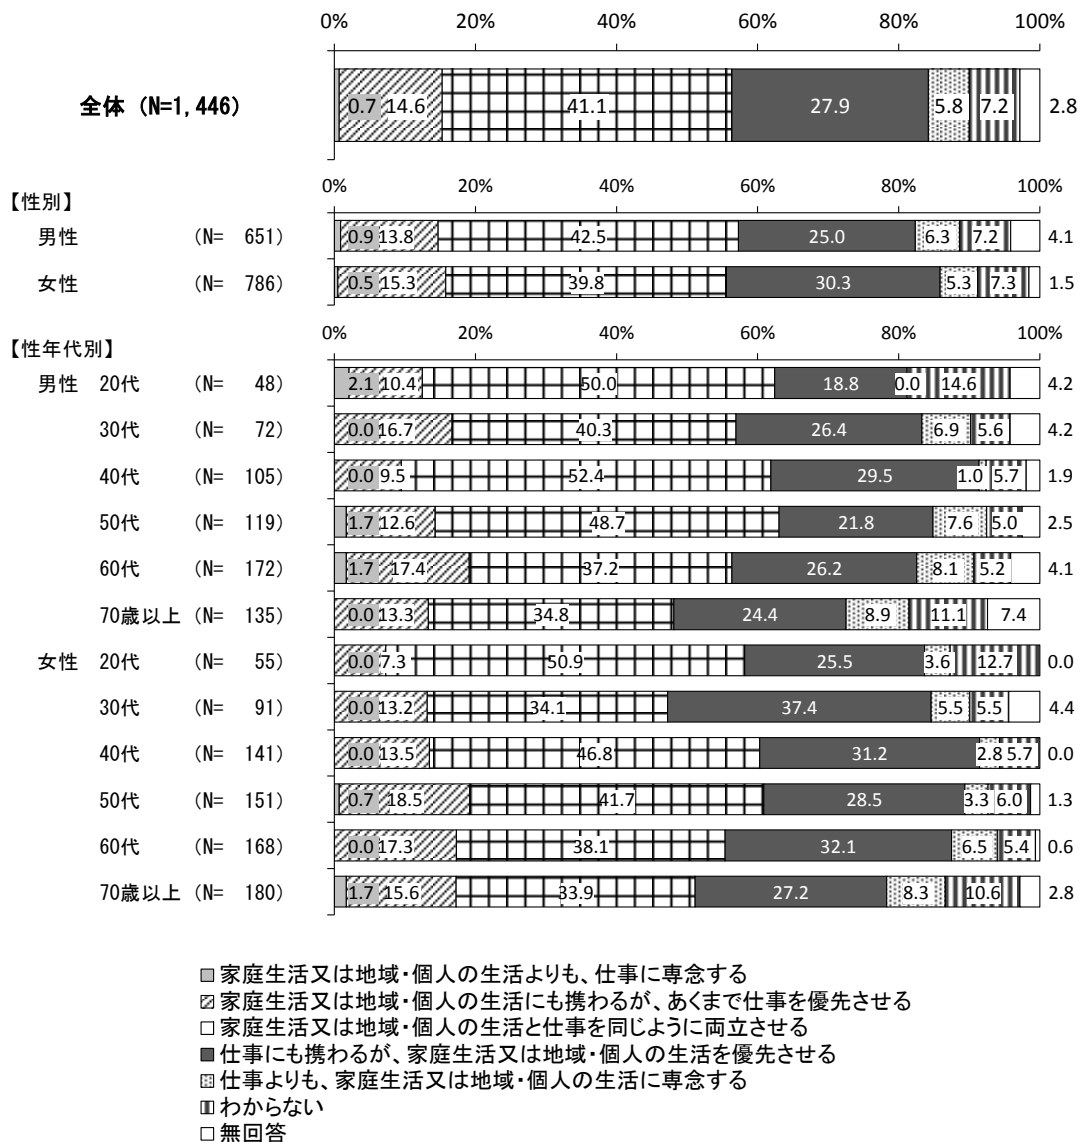 0% 20% 40% 60% 80% 100%
全体 (N=1,446) 0.7 14.6 41.1 27.9 5.8 7.2 2.8
0% 20% 40% 60% 80% 100%
【性別】
男性 (N= 651) 0.9 13.8 42.5 25.0 6.3 7.2 4.1
女性 (N= 786) 0.5 15.3 39.8 30.3 5.3 7.3 1.5
0% 20% 40% 60% 80% 100%
【性年代別】
男性 20代 (N= 48) 2.1 10.4 50.0 18.8 0.0 14.6 4.2
30代 (N= 72) 0.0 16.7 40.3 26.4 6.9 5.6 4.2
40代 (N= 105) 0.0 9.5 52.4 29.5 1.0 5.7 1.9
50代 (N= 119) 1.7 12.6 48.7 21.8 7.6 5.0 2.5
60代 (N= 172) 1.7 17.4 37.2 26.2 8.1 5.2 4.1
70歳以上 (N= 135) 0.0 13.3 34.8 24.4 8.9 11.1 7.4
女性 20代 (N= 55) 0.0 7.3 50.9 25.5 3.6 12.7 0.0
30代 (N= 91) 0.0 13.2 34.1 37.4 5.5 5.5 4.4
40代 (N= 141) 0.0 13.5 46.8 31.2 2.8 5.7 0.0
50代 (N= 151) 0.7 18.5 41.7 28.5 3.3 6.0 1.3
60代 (N= 168) 0.0 17.3 38.1 32.1 6.5 5.4 0.6
70歳以上 (N= 180) 1.7 15.6 33.9 27.2 8.3 10.6 2.8
家庭生活又は地域・個人の生活よりも、仕事に専念する
家庭生活又は地域・個人の生活にも携わるが、あくまで仕事を優先させる
家庭生活又は地域・個人の生活と仕事を同じように両立させる
仕事にも携わるが、家庭生活又は地域・個人の生活を優先させる
仕事よりも、家庭生活又は地域・個人の生活に専念する
わからない
無回答